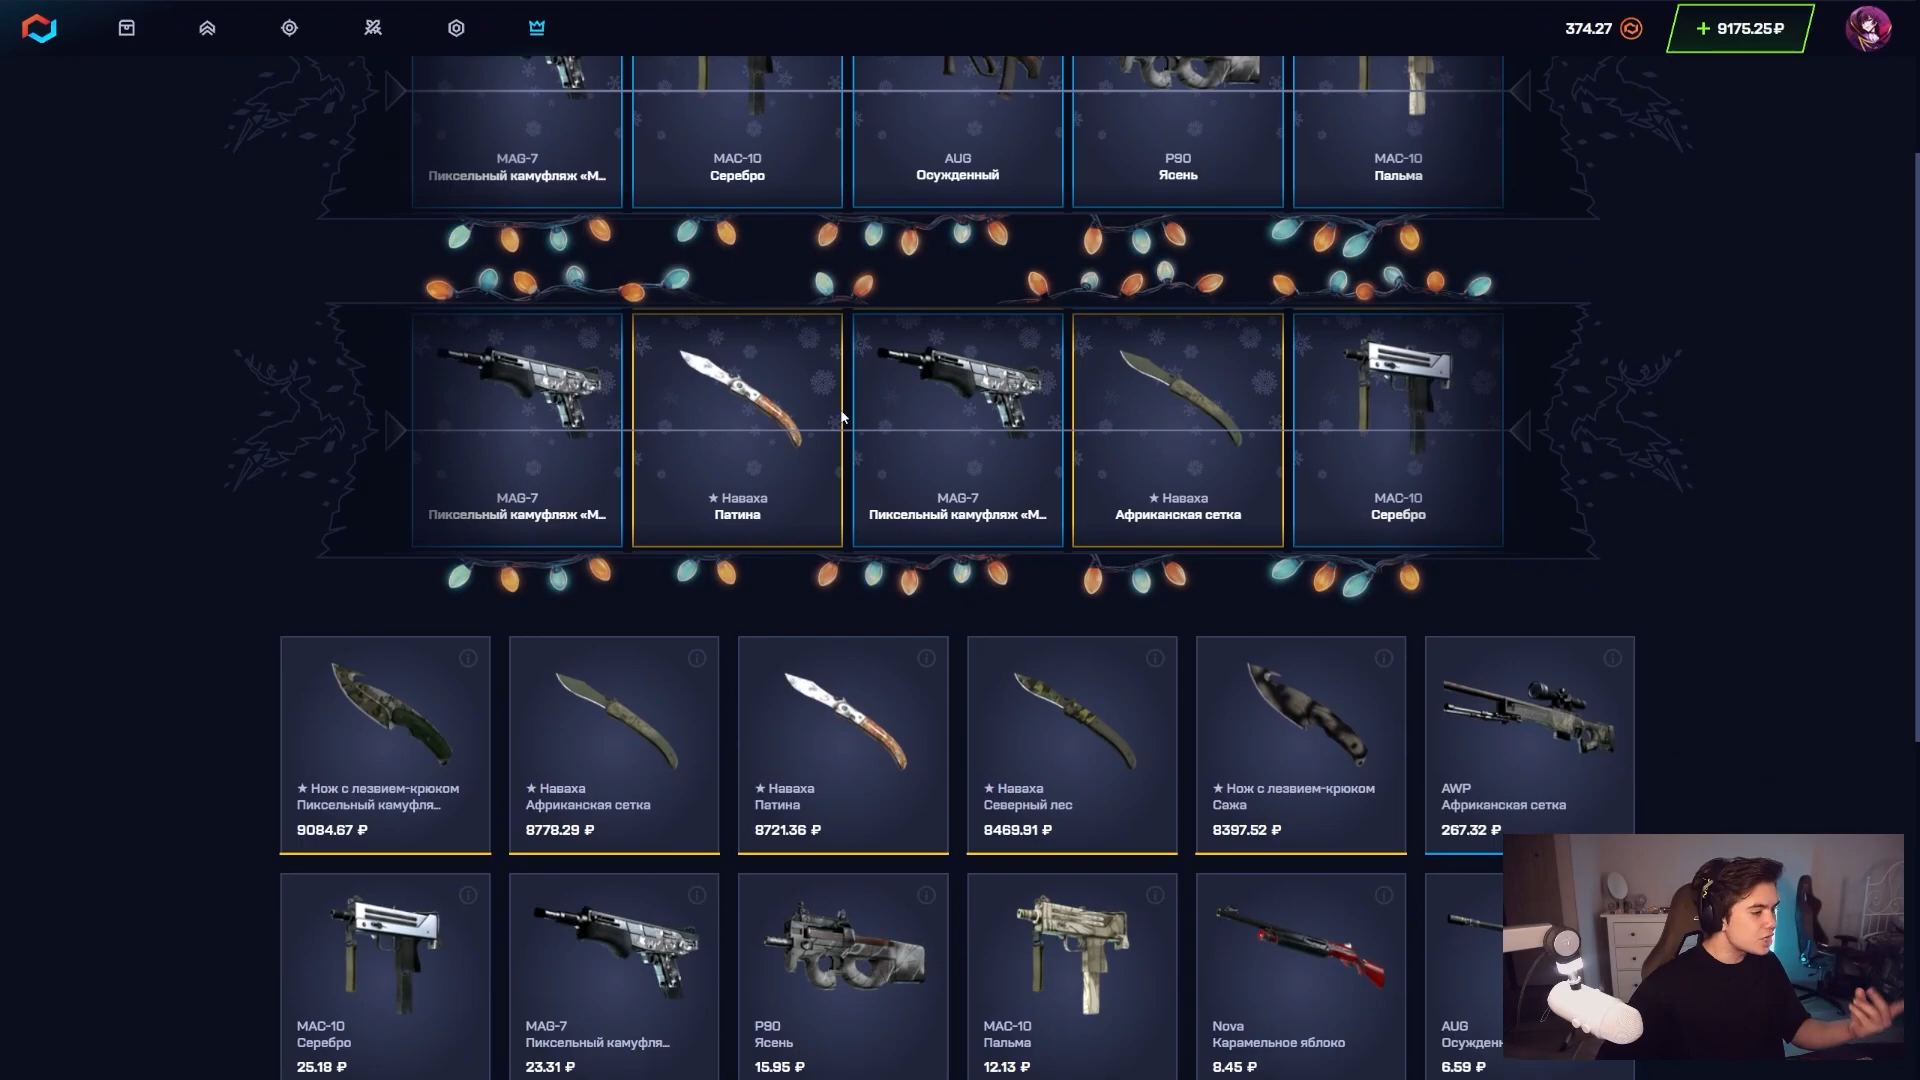 374.27
+ 9175.25₽
MAG-7
Пиксельный камуфляж «М...
MAC-10
Серебро
AUG
Осужденный
P90
Ясень
MAC-10
Пальма
MAG-7
Пиксельный камуфляж «М...
★ Наваха
Патина
MAG-7
Пиксельный камуфляж «М...
★ Наваха
Африканская сетка
MAC-10
Серебро
★ Нож с лезвием-крюком
Пиксельный камуфля...
9084.67 ₽
★ Наваха
Африканская сетка
8778.29 ₽
★ Наваха
Патина
8721.36 ₽
★ Наваха
Северный лес
8469.91 ₽
★ Нож с лезвием-крюком
Сажа
8397.52 ₽
AWP
Африканская сетка
267.32 ₽
MAC-10
Серебро
25.18 ₽
MAG-7
Пиксельный камуфля...
23.31 ₽
P90
Ясень
15.95 ₽
MAC-10
Пальма
12.13 ₽
Nova
Карамельное яблоко
8.45 ₽
AUG
6.59 ₽